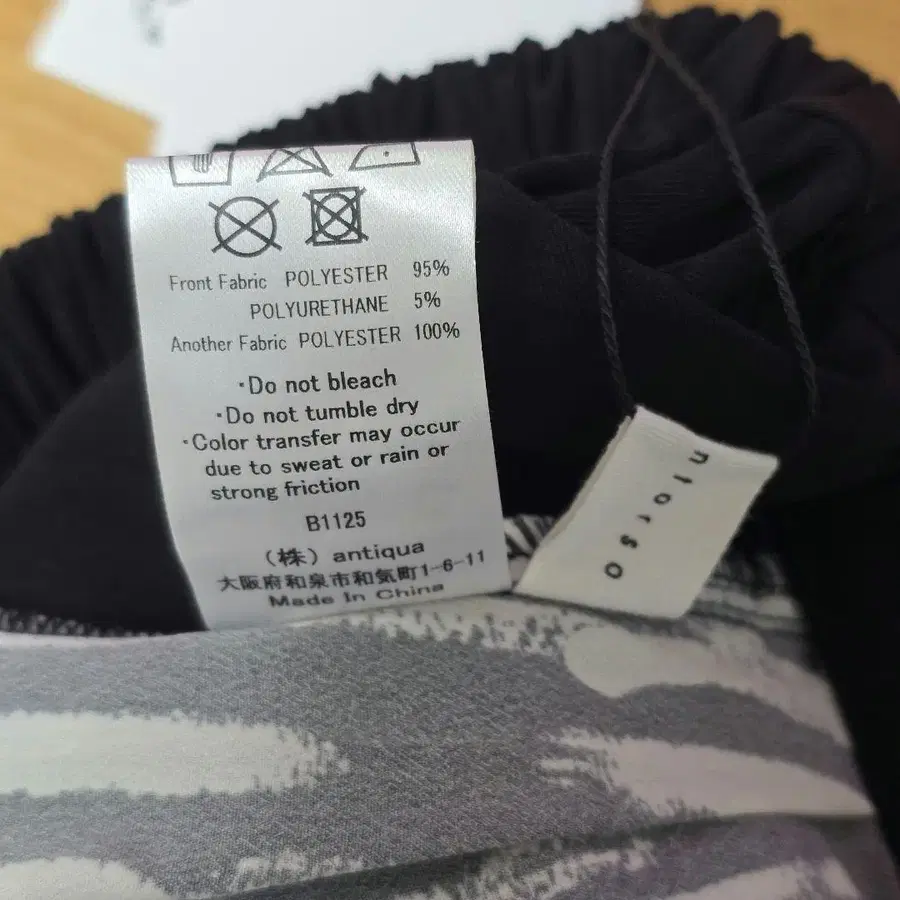 Front Fabric POLYESTER 95%
POLYURETHANE 5%
Another Fabric POLYESTER 100%
・Do not bleach
・Do not tumble dry
・Color transfer may occur
due to sweat or rain or
strong friction
B1125
（株）antiqua
大阪府和泉市和気町1-6-11
Made In China